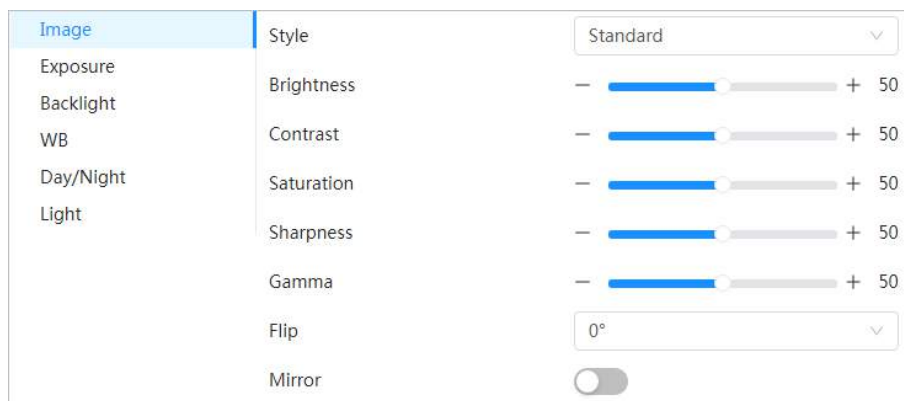 Image
Exposure
Backlight
WB
Day/Night
Light
Style Standard
Brightness − + 50
Contrast − + 50
Saturation − + 50
Sharpness − + 50
Gamma − + 50
Flip 0°
Mirror